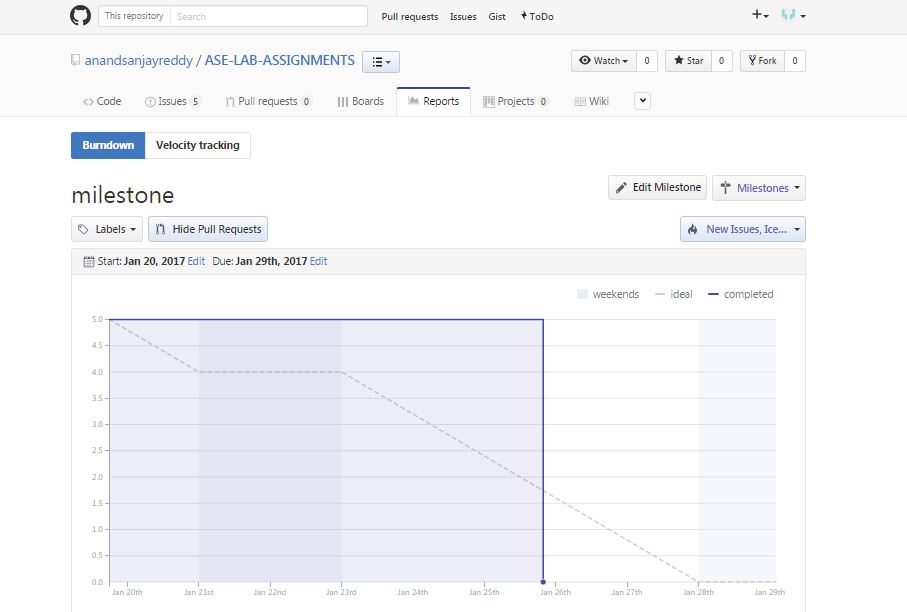 This repository Search Pull requests Issues Gist ToDo
anandsanjayreddy / ASE-LAB-ASSIGNMENTS Watch 0 Star 0 Fork 0
Code Issues 5 Pull requests 0 Boards Reports Projects 0 Wiki
Burndown Velocity tracking
milestone Edit Milestone Milestones
Labels Hide Pull Requests New Issues, Ice...
Start: Jan 20, 2017 Edit Due: Jan 29th, 2017 Edit
weekends ideal completed
5.0
4.5
4.0
3.5
3.0
2.5
2.0
1.5
1.0
0.5
0.0
Jan 20th Jan 21st Jan 22nd Jan 23rd Jan 24th Jan 25th Jan 26th Jan 27th Jan 28th Jan 29th